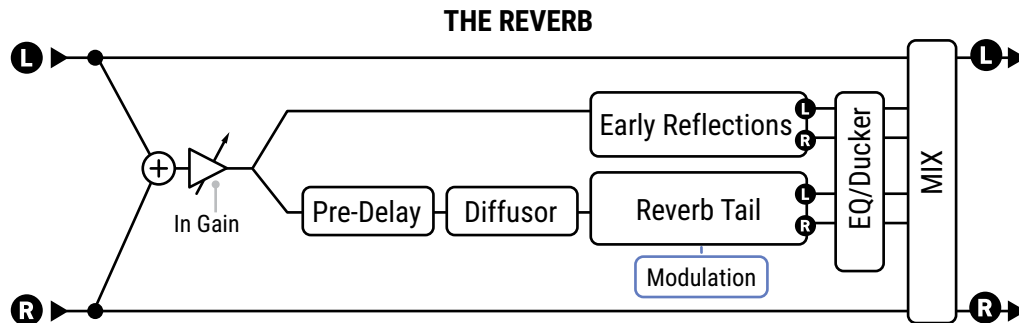 THE REVERB
L
L
Early Reflections
L
R
In Gain
Pre-Delay
Diffusor
Reverb Tail
L
R
Modulation
EQ/Ducker
MIX
R
R